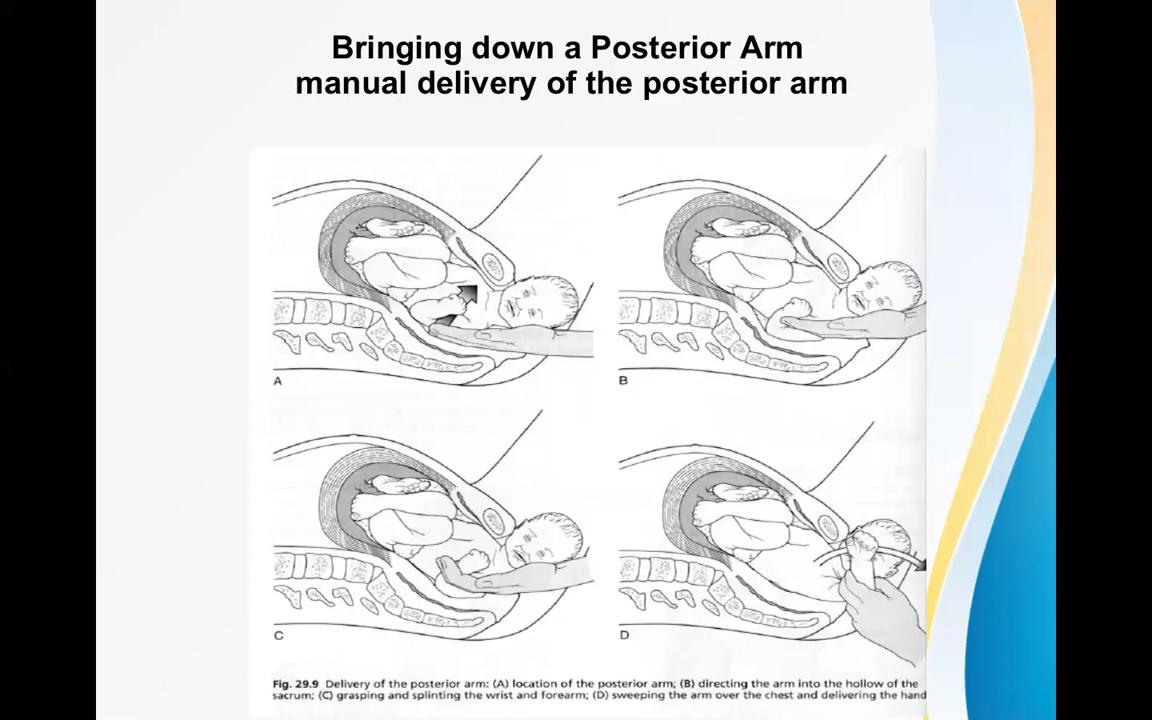 Bringing down a Posterior Arm
manual delivery of the posterior arm
A
B
C
D
Fig. 29.9 Delivery of the posterior arm: (A) location of the posterior arm; (B) directing the arm into the hollow of the
sacrum; (C) grasping and splinting the wrist and forearm; (D) sweeping the arm over the chest and delivering the hand